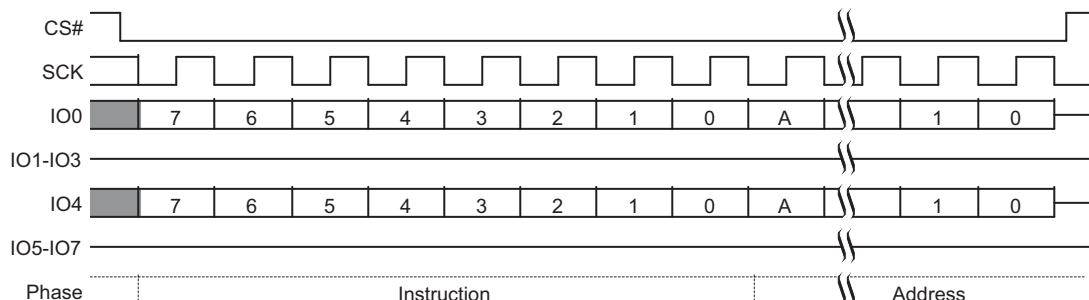 CS#
SCK
IO0 7 6 5 4 3 2 1 0 A 1 0
IO1-IO3
IO4 7 6 5 4 3 2 1 0 A 1 0
IO5-IO7
Phase Instruction Address